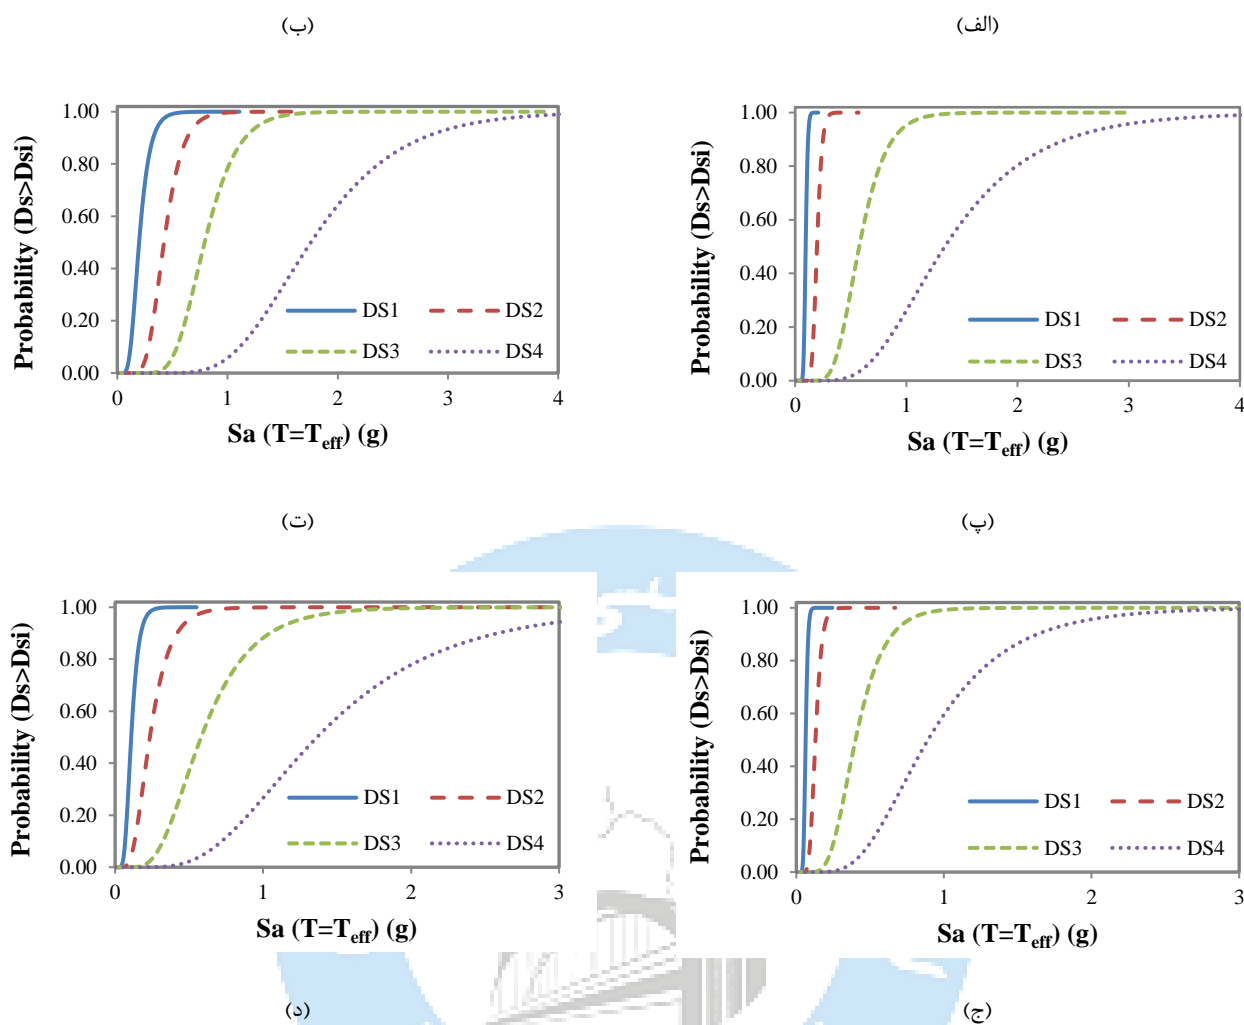 (الف)
(ب)
Probability (Ds>Dsi)
1.00
0.80
0.60
0.40
0.20
0.00
DS1
DS2
DS3
DS4
0 1 2 3 4
Sa (T=Teff) (g)
Probability (Ds>Dsi)
1.00
0.80
0.60
0.40
0.20
0.00
DS1
DS2
DS3
DS4
0 1 2 3 4
Sa (T=Teff) (g)
(پ)
(ت)
Probability (Ds>Dsi)
1.00
0.80
0.60
0.40
0.20
0.00
DS1
DS2
DS3
DS4
0 1 2 3
Sa (T=Teff) (g)
Probability (Ds>Dsi)
1.00
0.80
0.60
0.40
0.20
0.00
DS1
DS2
DS3
DS4
0 1 2 3
Sa (T=Teff) (g)
(ج)
(د)